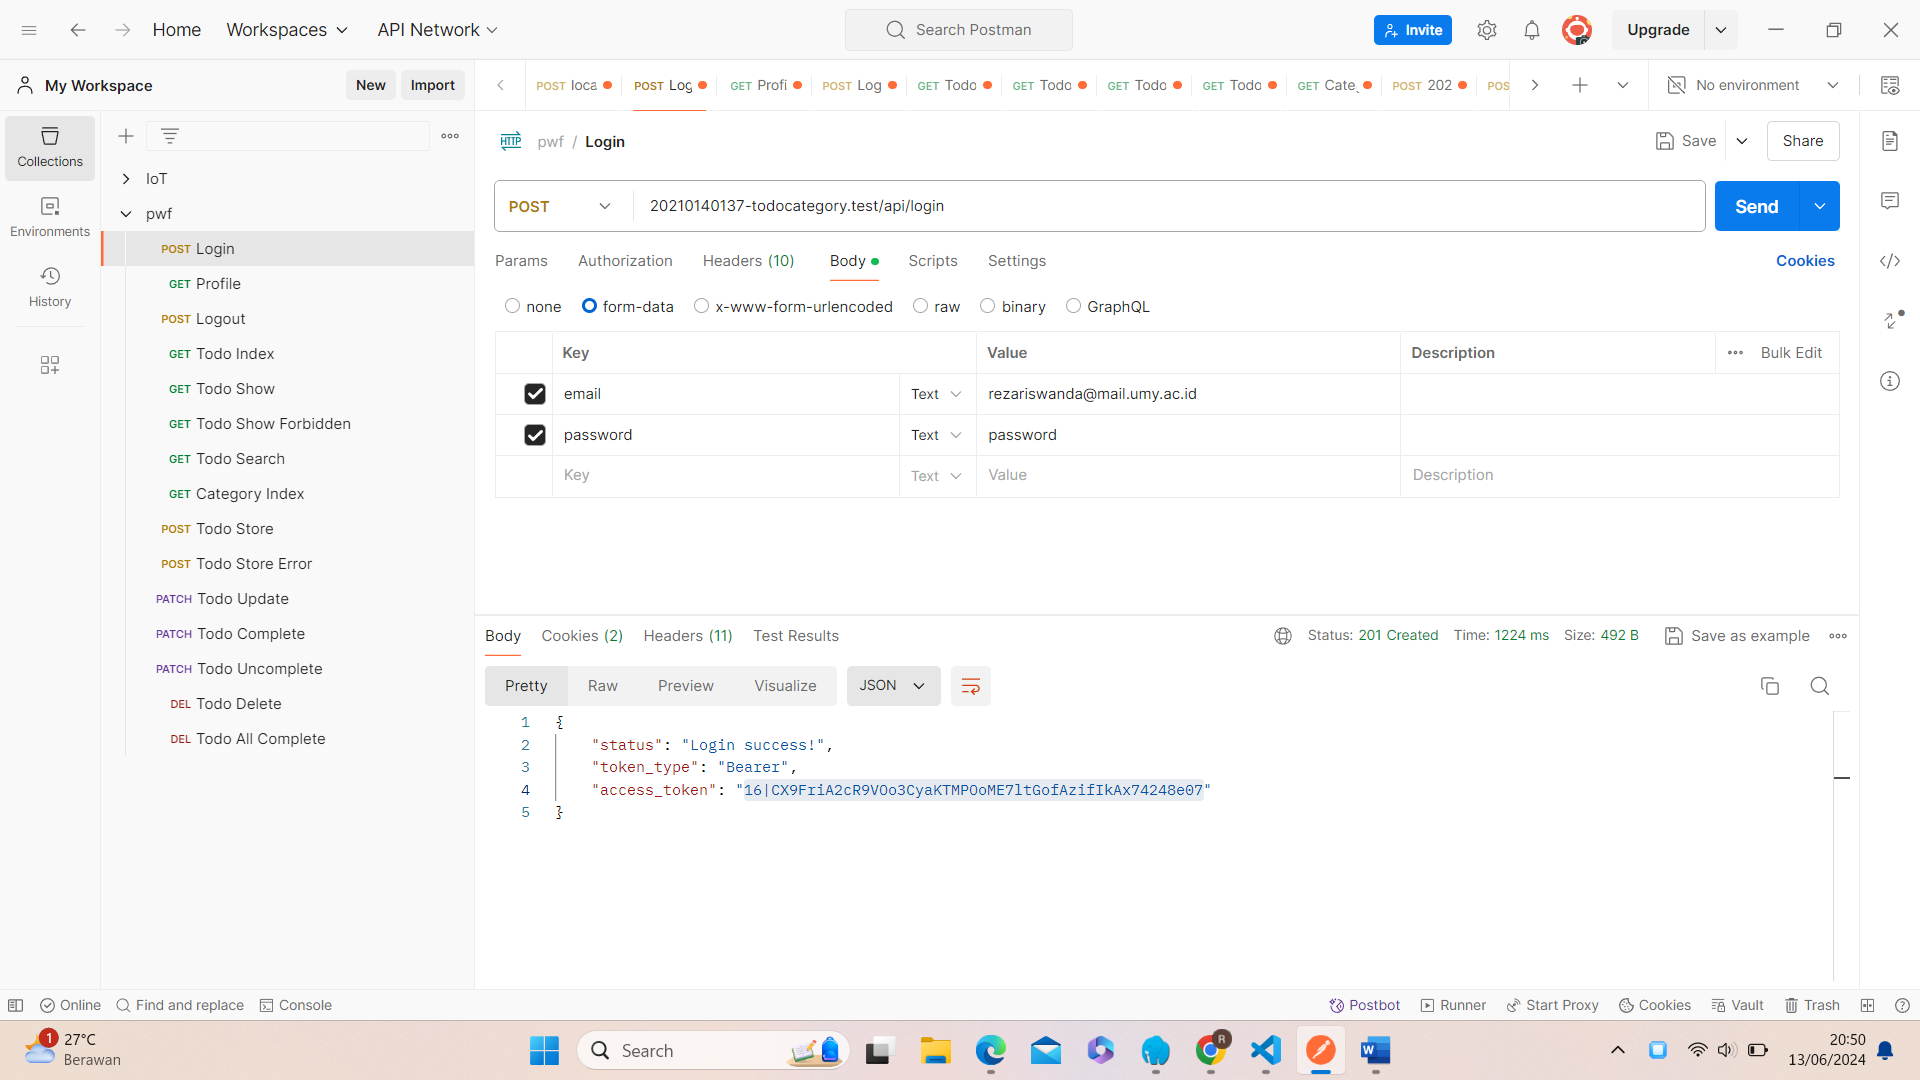 Home Workspaces API Network Search Postman Invite Upgrade
My Workspace New Import
POST loca POST Log GET Profi POST Log GET Todo GET Todo GET Todo GET Todo GET Cate POST 202 POS No environment
Collections
Environments
History
IoT
pwf
POST Login
GET Profile
POST Logout
GET Todo Index
GET Todo Show
GET Todo Show Forbidden
GET Todo Search
GET Category Index
POST Todo Store
POST Todo Store Error
PATCH Todo Update
PATCH Todo Complete
PATCH Todo Uncomplete
DEL Todo Delete
DEL Todo All Complete
HTTP pwf / Login Save Share
POST 20210140137-todocategory.test/api/login Send
Params Authorization Headers (10) Body Scripts Settings Cookies
none form-data x-www-form-urlencoded raw binary GraphQL
Key Value Description Bulk Edit
email Text rezariswanda@mail.umy.ac.id
password Text password
Key Text Value Description
Body Cookies (2) Headers (11) Test Results Status: 201 Created Time: 1224 ms Size: 492 B Save as example
Pretty Raw Preview Visualize JSON
1 {
2 "status": "Login success!",
3 "token_type": "Bearer",
4 "access_token": "16|CX9FriA2cR9VOo3CyaKTMPOoME7ltGofAzifIkAx74248e07"
5 }
Online Find and replace Console Postbot Runner Start Proxy Cookies Vault Trash
1 27°C
Berawan
Search
R
W
20:50
13/06/2024